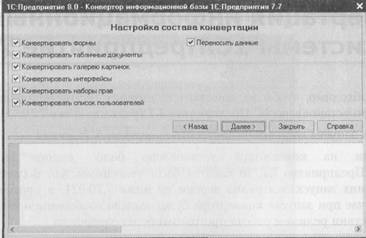 1С:Предприятие 8.0 - Конвертор информационной базы 1С:Предприятия 7.7
Настройка состава конвертации
Конвертировать формы
Переносить данные
Конвертировать табличные документы
Конвертировать галерею картинок
Конвертировать интерфейсы
Конвертировать наборы прав
Конвертировать список пользователей
< Назад
Далее >
Закрыть
Справка